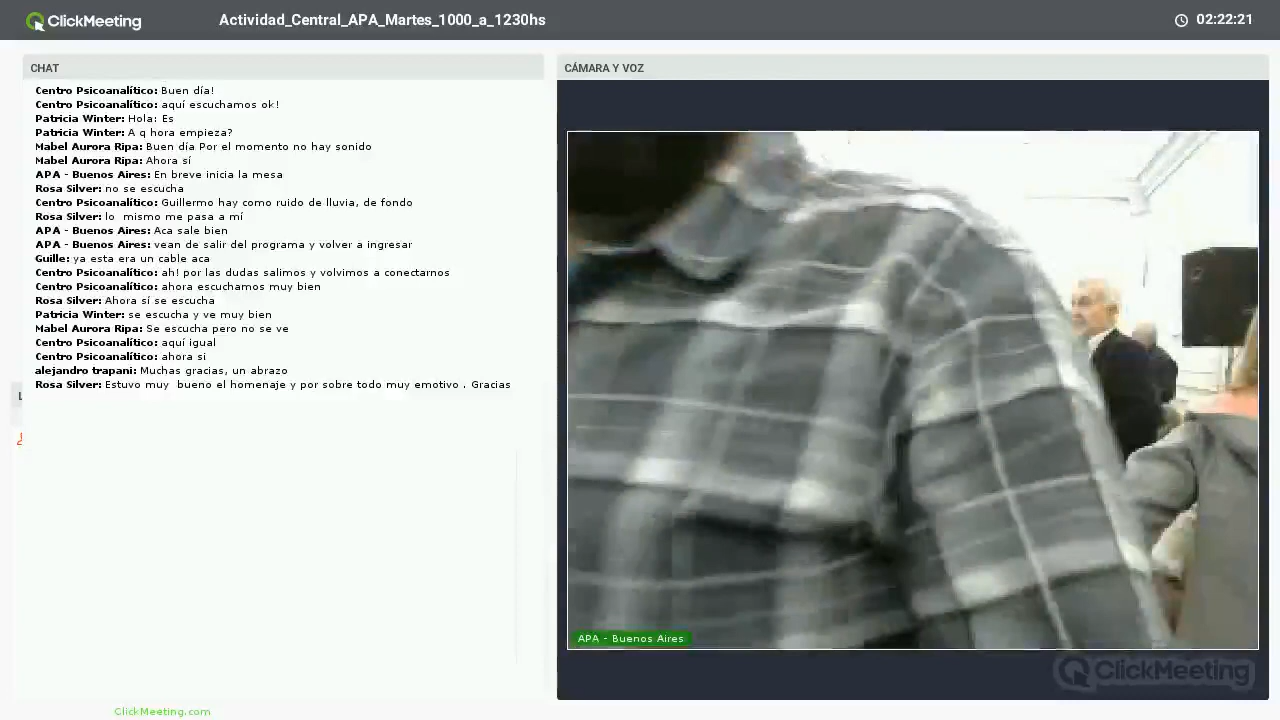 ClickMeeting
Actividad_Central_APA_Martes_1000_a_1230hs
02:22:21
CHAT
CÁMARA Y VOZ
Centro Psicoanalítico: Buen día!
Centro Psicoanalítico: aquí escuchamos ok!
Patricia Winter: Hola: Es
Patricia Winter: A q hora empieza?
Mabel Aurora Ripa: Buen día Por el momento no hay sonido
Mabel Aurora Ripa: Ahora sí
APA - Buenos Aires: En breve inicia la mesa
Rosa Silver: no se escucha
Centro Psicoanalítico: Guillermo hay como ruido de lluvia, de fondo
Rosa Silver: lo  mismo me pasa a mí
APA - Buenos Aires: Aca sale bien
APA - Buenos Aires: vean de salir del programa y volver a ingresar
Guille: ya esta era un cable aca
Centro Psicoanalítico: ah! por las dudas salimos y volvimos a conectarnos
Centro Psicoanalítico: ahora escuchamos muy bien
Rosa Silver: Ahora sí se escucha
Patricia Winter: se escucha y ve muy bien
Mabel Aurora Ripa: Se escucha pero no se ve
Centro Psicoanalítico: aquí igual
Centro Psicoanalítico: ahora si
alejandro trapani: Muchas gracias, un abrazo
Rosa Silver: Estuvo muy  bueno el homenaje y por sobre todo muy emotivo . Gracias
APA - Buenos Aires
ClickMeeting
ClickMeeting.com